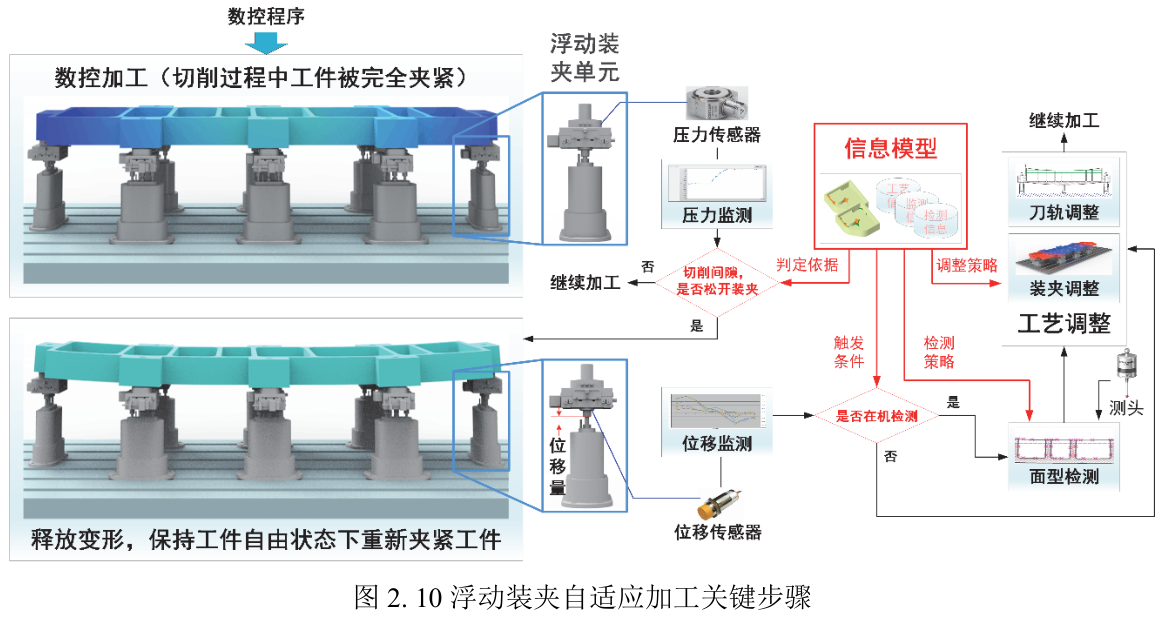 数控程序
数控加工（切削过程中工件被完全夹紧）
浮动装
夹单元
压力传感器
压力监测
切削间隙，
是否松开装夹
否
继续加工
是
判定依据
信息模型
工艺
信
监测
信
检测
信息
调整策略
触发
条件
检测
策略
继续加工
刀轨调整
装夹调整
工艺调整
测头
位移量
位移监测
位移传感器
是否在机检测
是
否
面型检测
释放变形，保持工件自由状态下重新夹紧工件
图 2. 10 浮动装夹自适应加工关键步骤